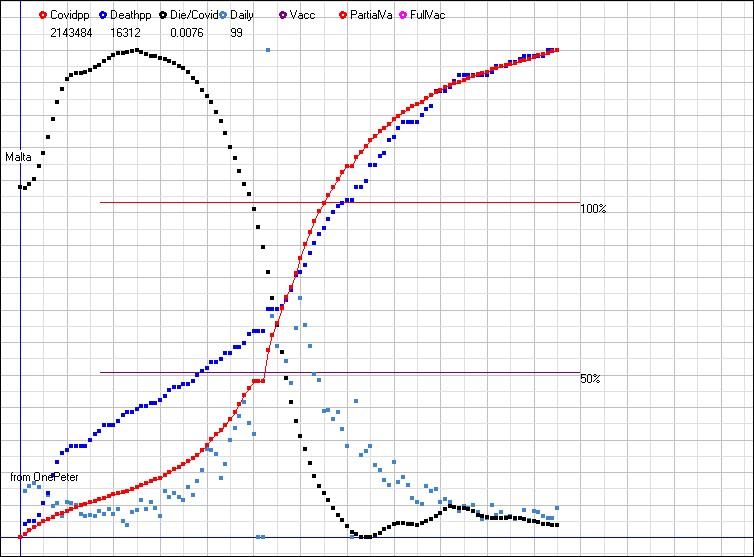 Covidpp Deathpp Die/Covid Daily Vacc PartialVa FullVac
2143484 16312 0.0076 99
Malta
100%
50%
from OnePeter